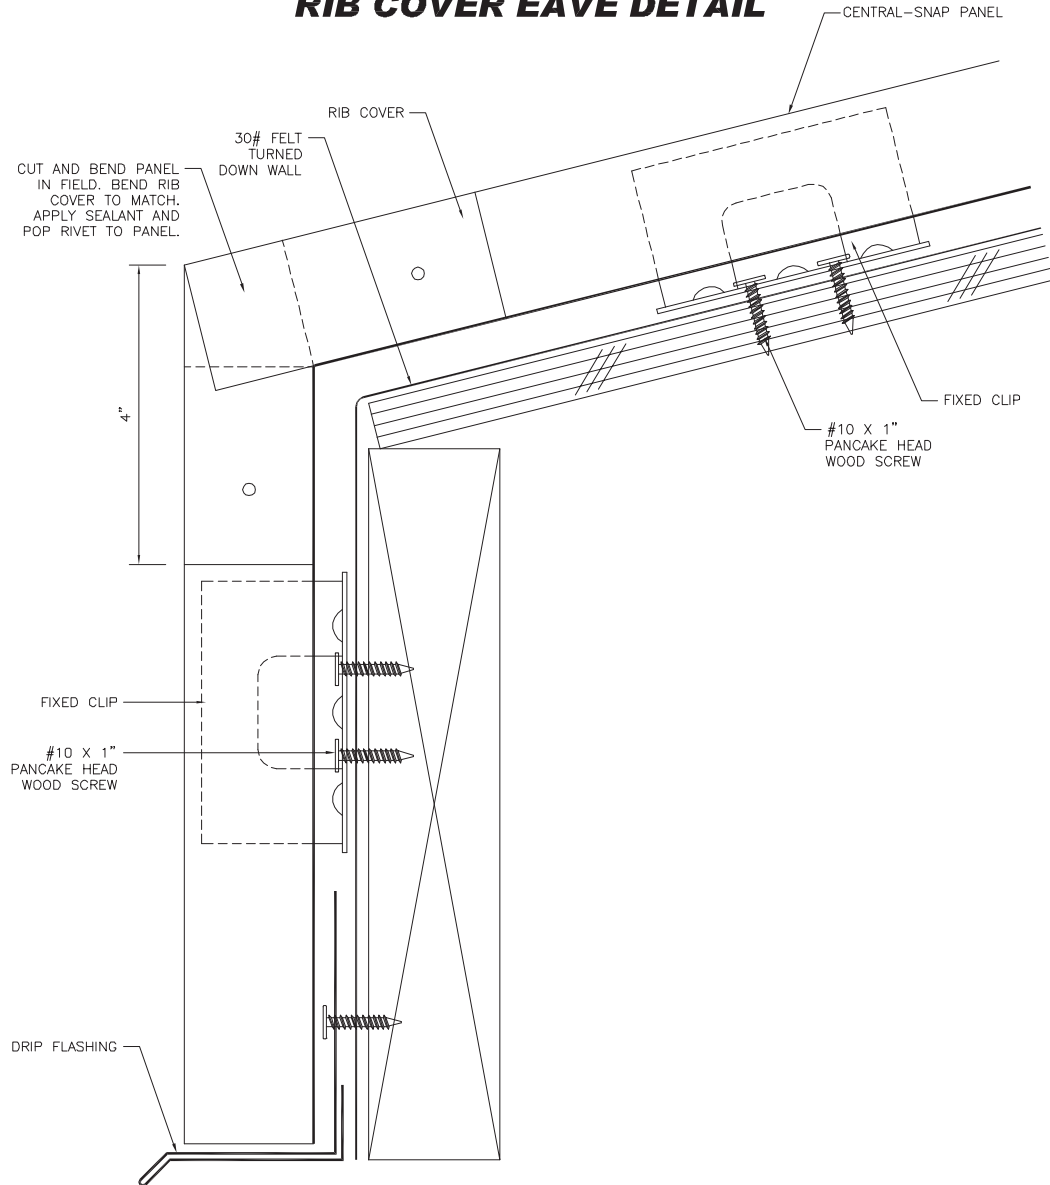 RIB COVER EAVE DETAIL
CENTRAL-SNAP PANEL
RIB COVER
30# FELT
TURNED
DOWN WALL
CUT AND BEND PANEL
IN FIELD. BEND RIB
COVER TO MATCH.
APPLY SEALANT AND
POP RIVET TO PANEL.
4"
FIXED CLIP
#10 X 1"
PANCAKE HEAD
WOOD SCREW
FIXED CLIP
#10 X 1"
PANCAKE HEAD
WOOD SCREW
DRIP FLASHING